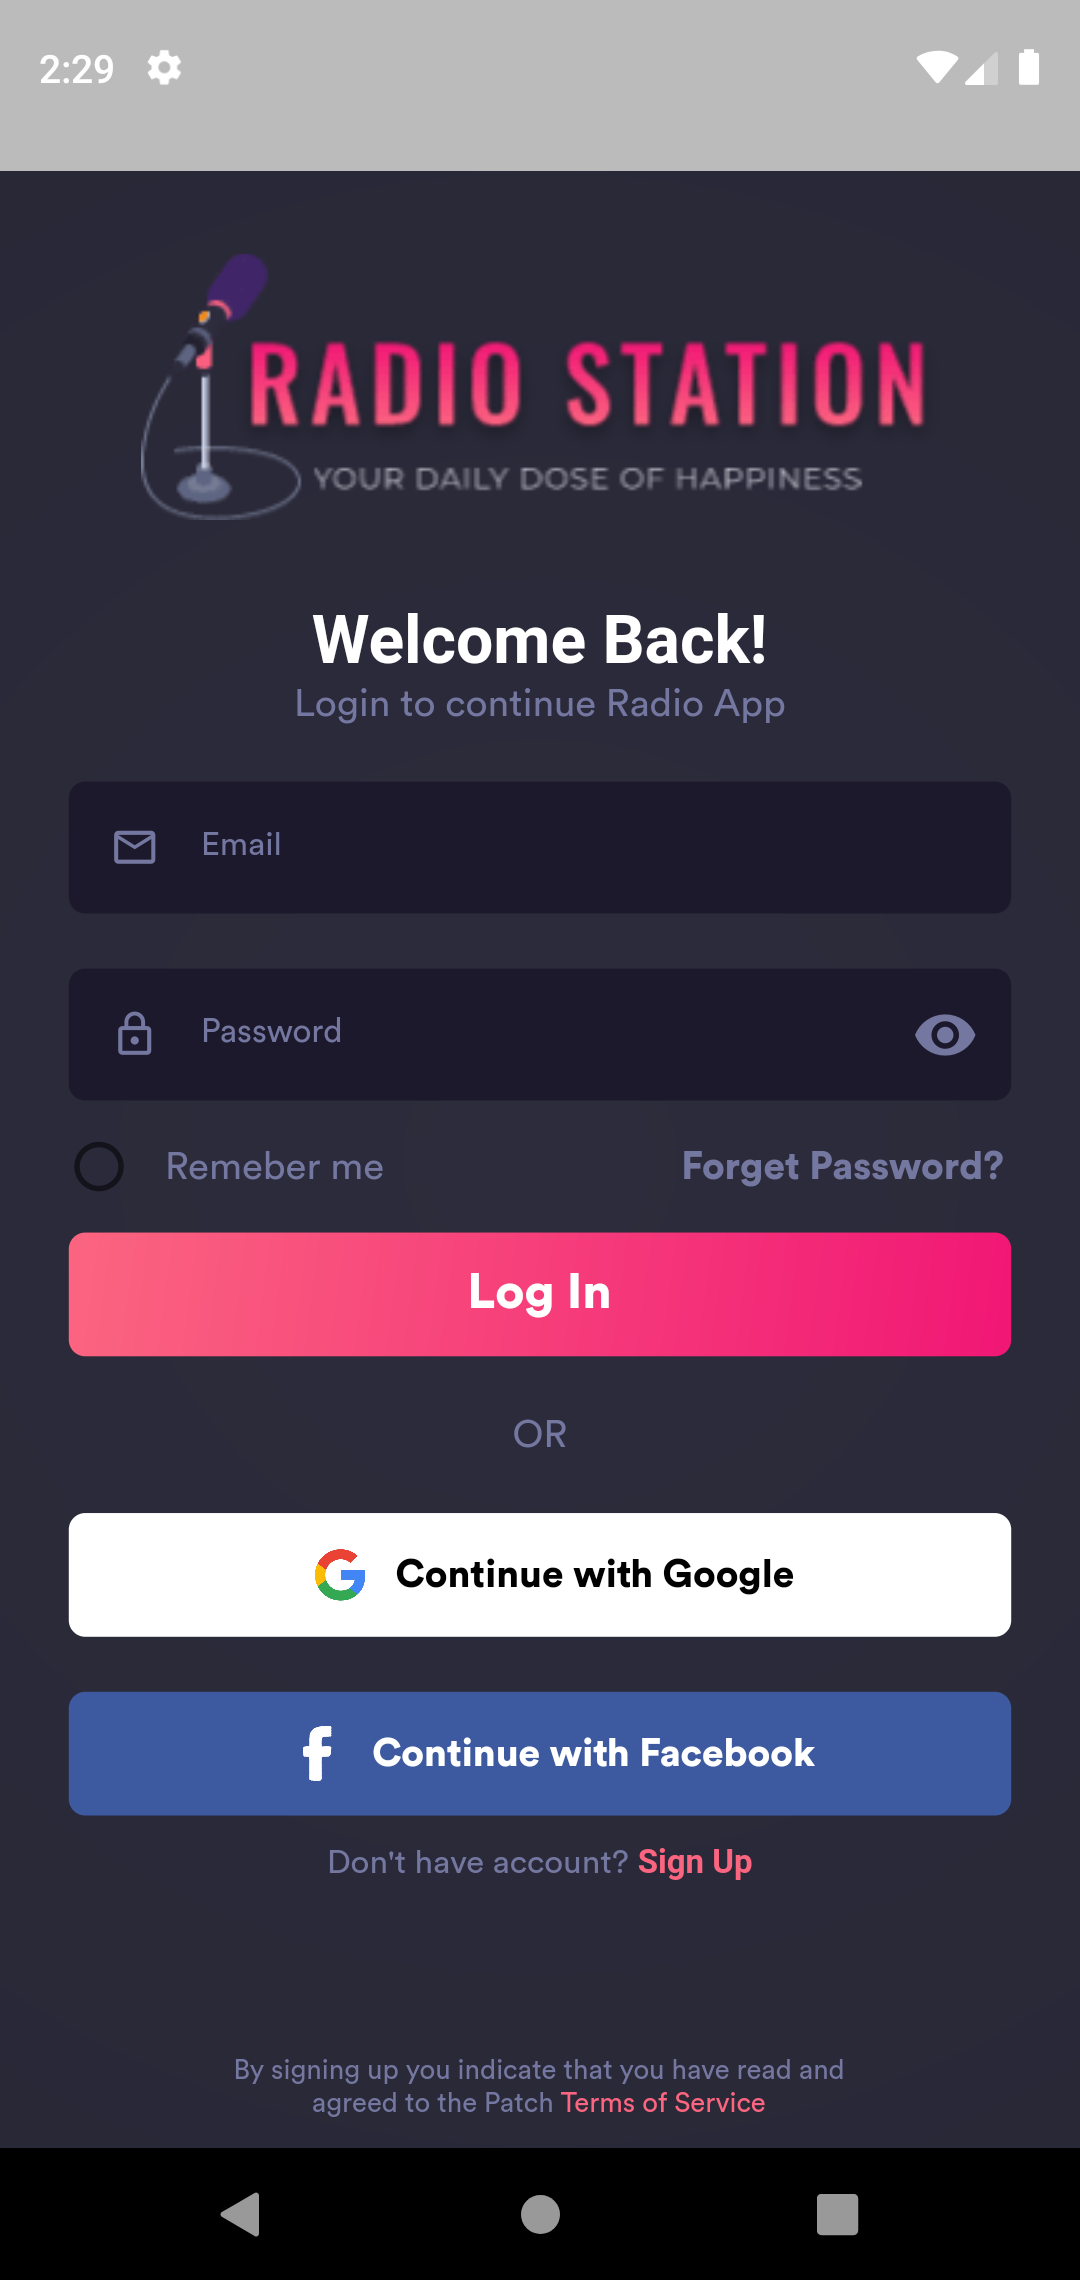 2:29
RADIO STATION
YOUR DAILY DOSE OF HAPPINESS
Welcome Back!
Login to continue Radio App
Email
Password
Remeber me
Forget Password?
Log In
OR
Continue with Google
Continue with Facebook
Don't have account? Sign Up
By signing up you indicate that you have read and
agreed to the Patch Terms of Service